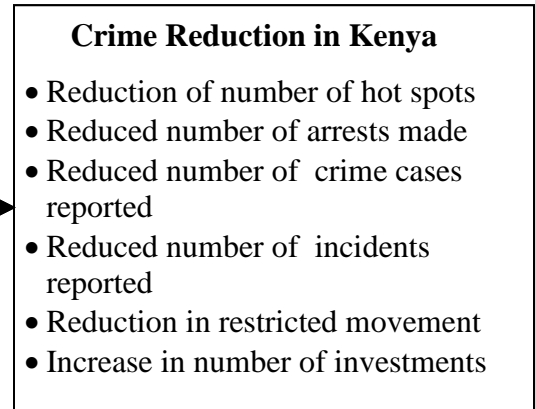 Crime Reduction in Kenya
• Reduction of number of hot spots
• Reduced number of arrests made
• Reduced number of crime cases
reported
• Reduced number of incidents
reported
• Reduction in restricted movement
• Increase in number of investments